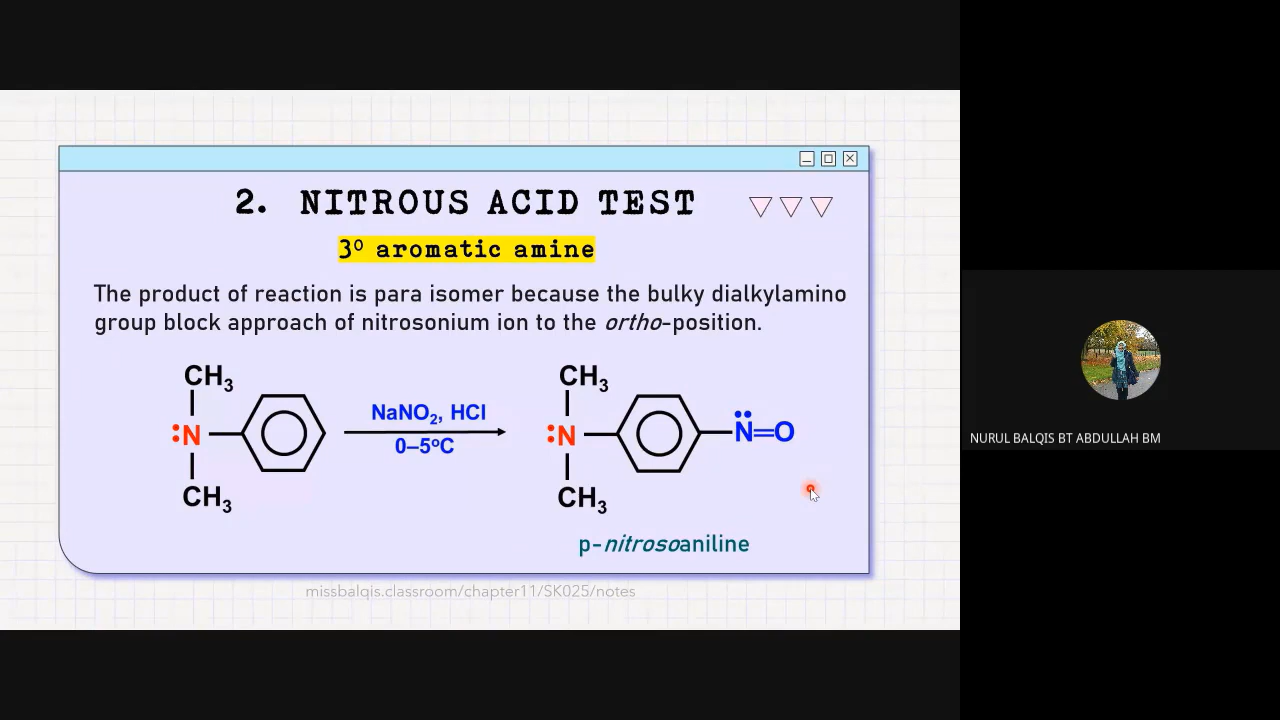 2. NITROUS ACID TEST
3⁰ aromatic amine
The product of reaction is para isomer because the bulky dialkylamino
group block approach of nitrosonium ion to the ortho-position.
CH₃
:N
CH₃
NaNO₂, HCl
0–5⁰C
CH₃
:N
CH₃
N=O
p-nitrosoaniline
missbalqis.classroom/chapter11/SK025/notes
NURUL BALQIS BT ABDULLAH BM